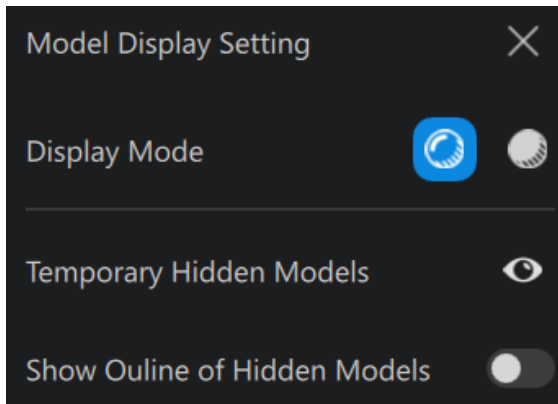 Model Display Setting
Display Mode
Temporary Hidden Models
Show Ouline of Hidden Models